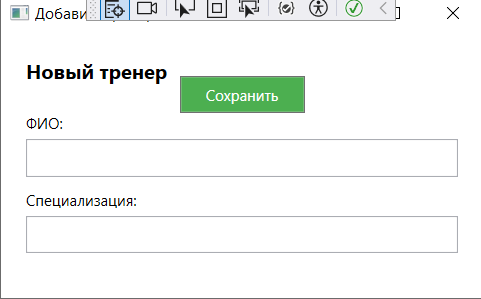 Добави
Новый тренер
Сохранить
ФИО:
Специализация: